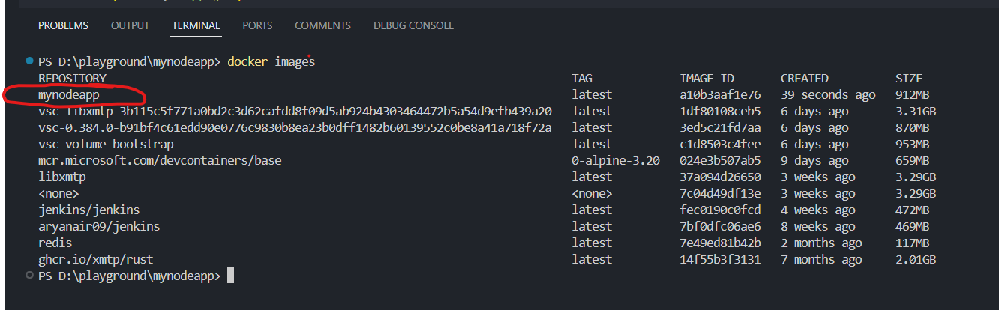 PROBLEMS OUTPUT TERMINAL PORTS COMMENTS DEBUG CONSOLE
PS D:\playground\mynodeapp> docker images
REPOSITORY TAG IMAGE ID CREATED SIZE
mynodeapp latest a10b3aaf1e76 39 seconds ago 912MB
vsc-libxmtp-3b115c5f771a0bd2c3d62cafdd8f09d5ab924b4303464472b5a54d9efb439a20 latest 1df80108ceb5 6 days ago 3.31GB
vsc-0.384.0-b91bf4c61edd90e0776c9830b8ea23b0dff1482b60139552c0be8a41a718f72a latest 3ed5c21fd7aa 6 days ago 870MB
vsc-volume-bootstrap latest c1d8503c4fee 6 days ago 953MB
mcr.microsoft.com/devcontainers/base 0-alpine-3.20 024e3b507ab5 9 days ago 659MB
libxmtp latest 37a094d26650 3 weeks ago 3.29GB
<none> <none> 7c04d49df13e 3 weeks ago 3.29GB
jenkins/jenkins latest fec0190c0fcd 4 weeks ago 472MB
aryanair09/jenkins latest 7bf0dfc06ae6 8 weeks ago 469MB
redis latest 7e49ed81b42b 2 months ago 117MB
ghcr.io/xmtp/rust latest 14f55b3f3131 7 months ago 2.01GB
PS D:\playground\mynodeapp>